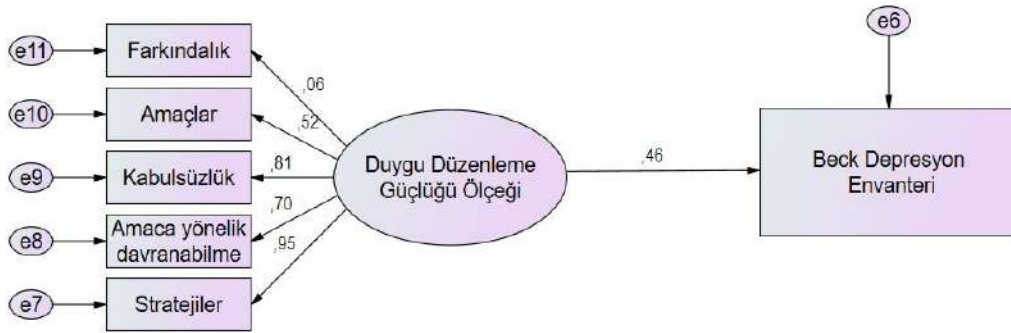 e11
Farkındalık
,06
e10
Amaçlar
,52
e9
Kabulsüzlük
,81
e8
Amaca yönelik
davranabilme
,70
e7
Stratejiler
,95
Duygu Düzenleme
Güçlüğü Ölçeği
,46
e6
Beck Depresyon
Envanteri